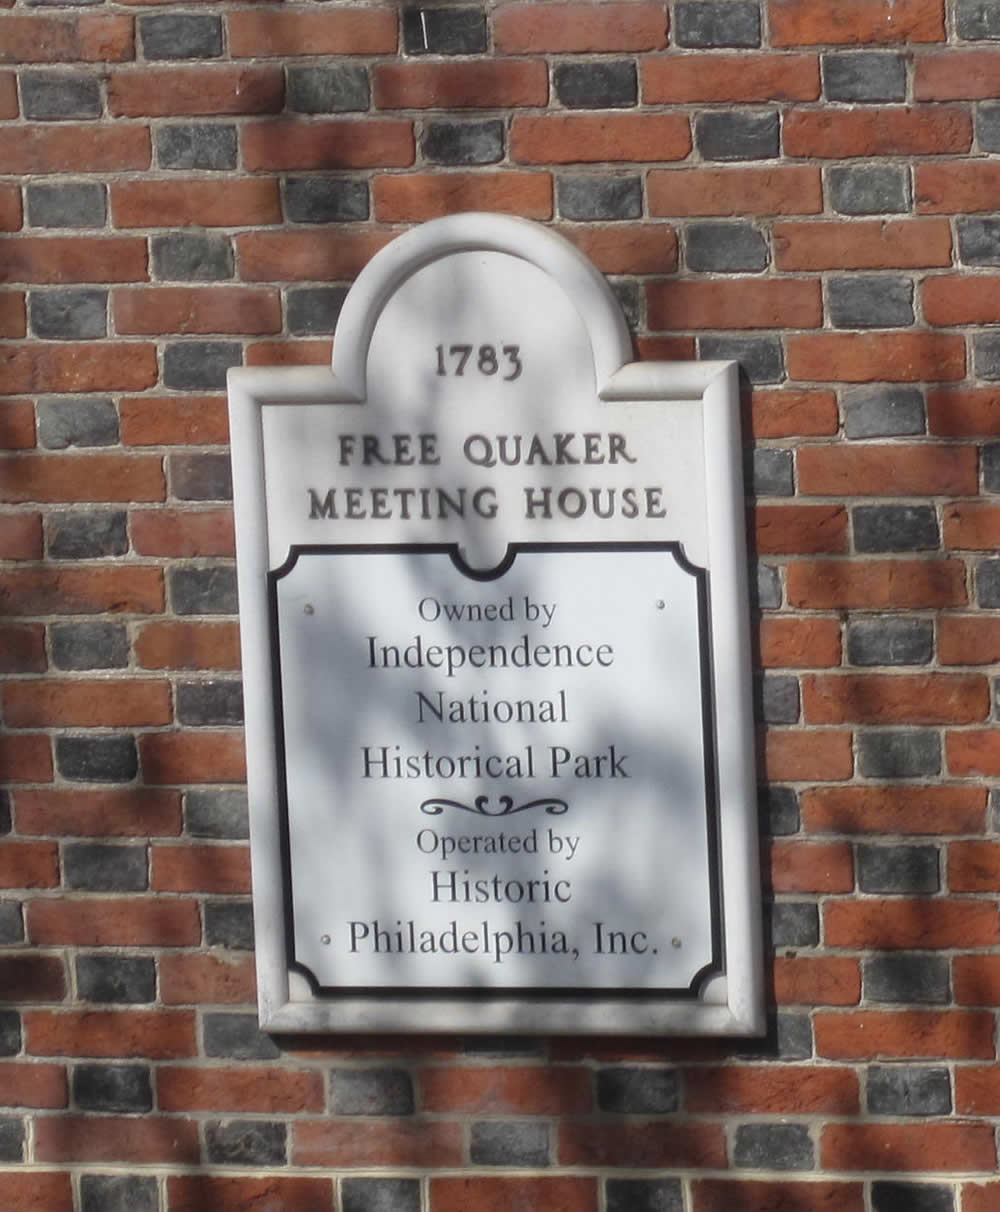 1783
FREE QUAKER
MEETING HOUSE
Owned by
Independence
National
Historical Park
Operated by
Historic
Philadelphia, Inc.